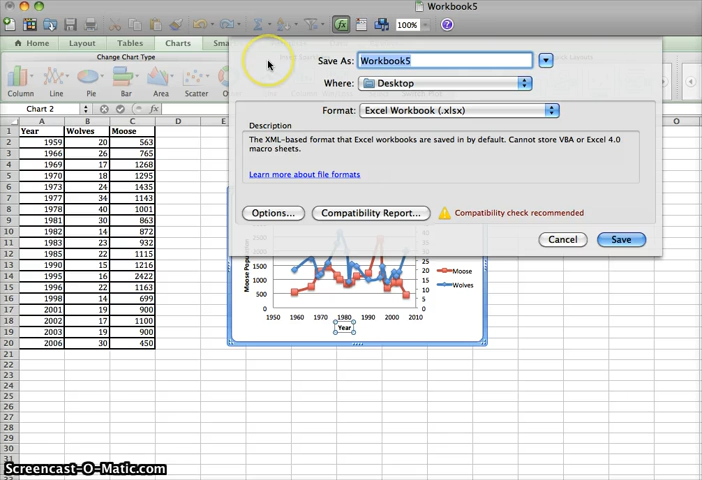 Workbook5
100%
Home Layout Tables Charts
Change Chart Type
Column Line Pie Bar Area Scatter
Save As: Workbook5
Where: Desktop
Format: Excel Workbook (.xlsx)
Description
The XML-based format that Excel workbooks are saved in by default. Cannot store VBA or Excel 4.0
macro sheets.
Learn more about file formats
Options... Compatibility Report... Compatibility check recommended
Cancel Save
Chart 2 fx
A B C D E O
1 Year Wolves Moose
2 1959 20 563
3 1966 26 765
4 1969 17 1268
5 1970 18 1295
6 1973 24 1435
7 1977 34 1143
8 1978 40 1001
9 1981 30 863
10 1982 14 872
11 1983 23 932
12 1985 22 1115
13 1990 15 1216
14 1995 16 2422
15 1996 22 1163
16 1998 14 699
17 2001 19 900
18 2002 17 1100
19 2003 19 900
20 2006 30 450
21
22
23
24
25
26
27
28
29
30
31
Moose Population
2500
2000
1500
1000
500
0
40
35
30
25
20
15
10
5
0
1950 1960 1970 1980 1990 2000 2010
Year
Moose
Wolves
Screencast-O-Matic.com